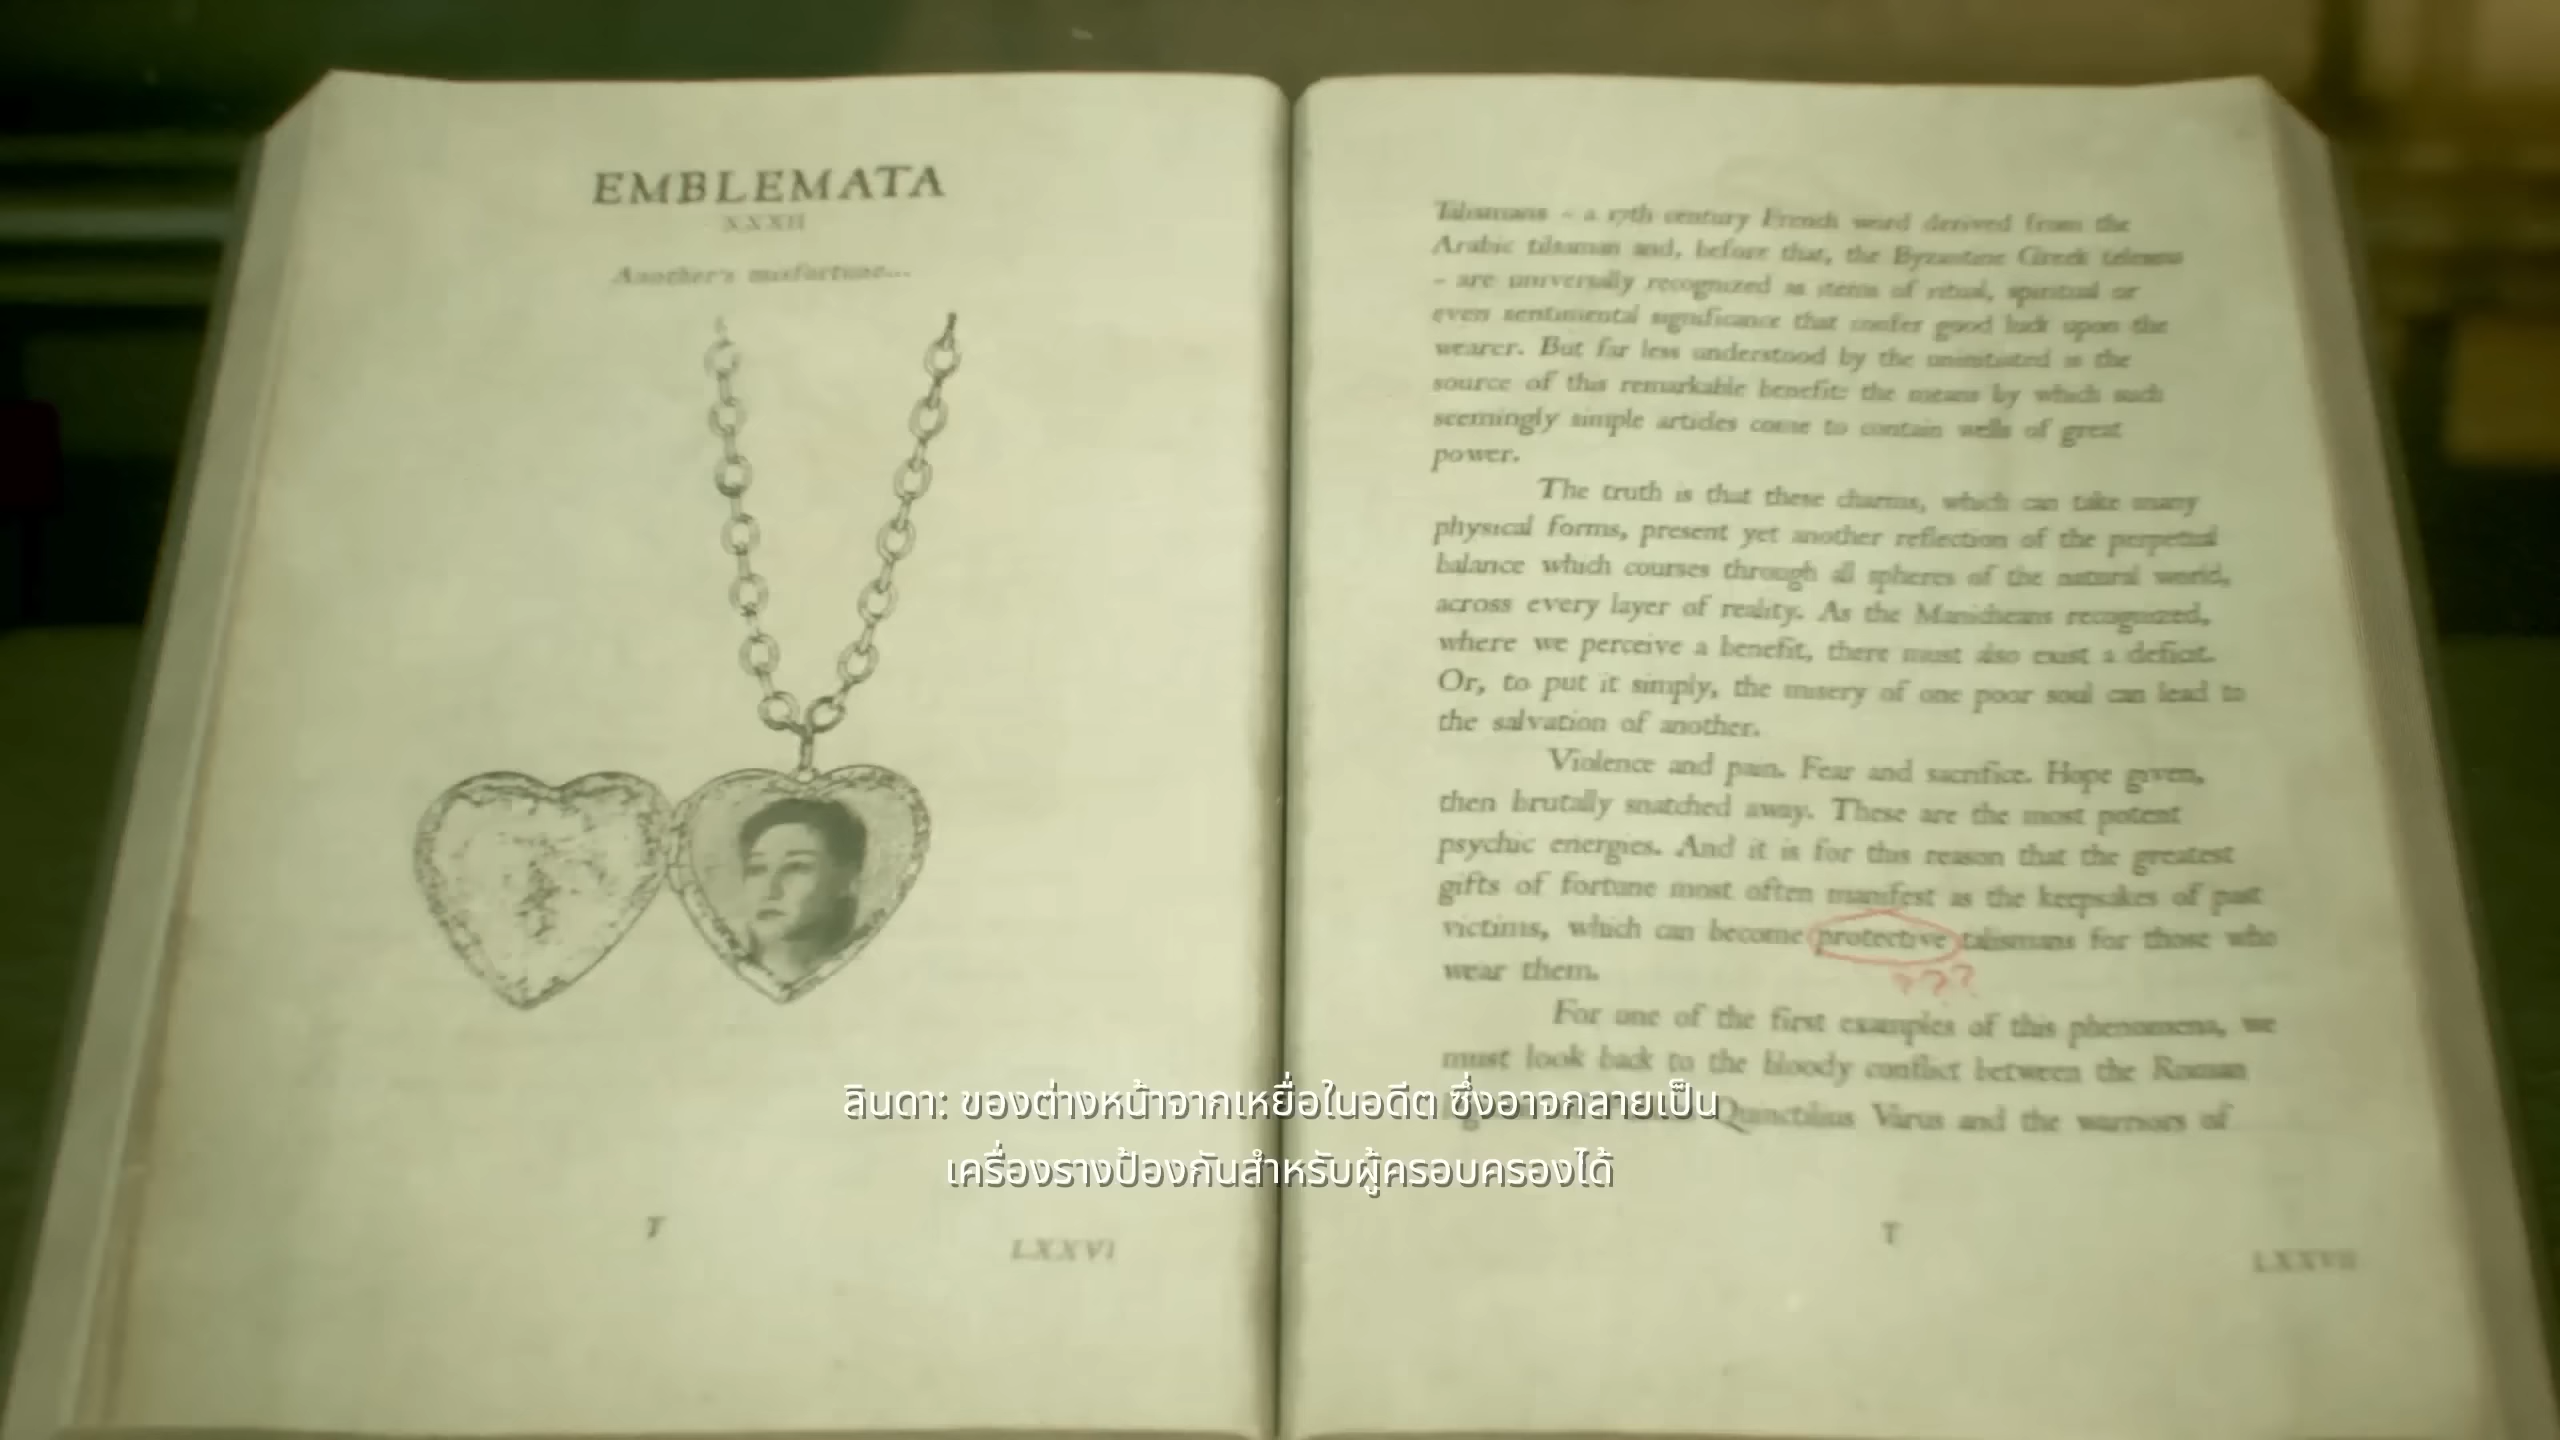 EMBLEMATA
XXXII
Another's misfortune...
T
LXXVI
Talismans - a 17th century French word derived from the
Arabic tilsaman and, before that, the Byzantine Greek telesma
- are universally recognized as items of ritual, spiritual or
even sentimental significance that confer good luck upon the
wearer. But far less understood by the uninitiated is the
source of this remarkable benefit: the means by which such
seemingly simple articles come to contain wells of great
power.
The truth is that these charms, which can take many
physical forms, present yet another reflection of the perpetual
balance which courses through all spheres of the natural world,
across every layer of reality. As the Manicheans recognized,
where we perceive a benefit, there must also exist a deficit.
Or, to put it simply, the misery of one poor soul can lead to
the salvation of another.
Violence and pain. Fear and sacrifice. Hope given,
then brutally snatched away. These are the most potent
psychic energies. And it is for this reason that the greatest
gifts of fortune most often manifest as the keepsakes of past
victims, which can become protective talismans for those who
wear them.
???
For one of the first examples of this phenomena, we
must look back to the bloody conflict between the Roman
Quinctilius Varus and the warriors of
T
LXXVII
ลินดา: ของต่างหน้าจากเหยื่อในอดีต ซึ่งอาจกลายเป็น
เครื่องรางป้องกันสำหรับผู้ครอบครองได้